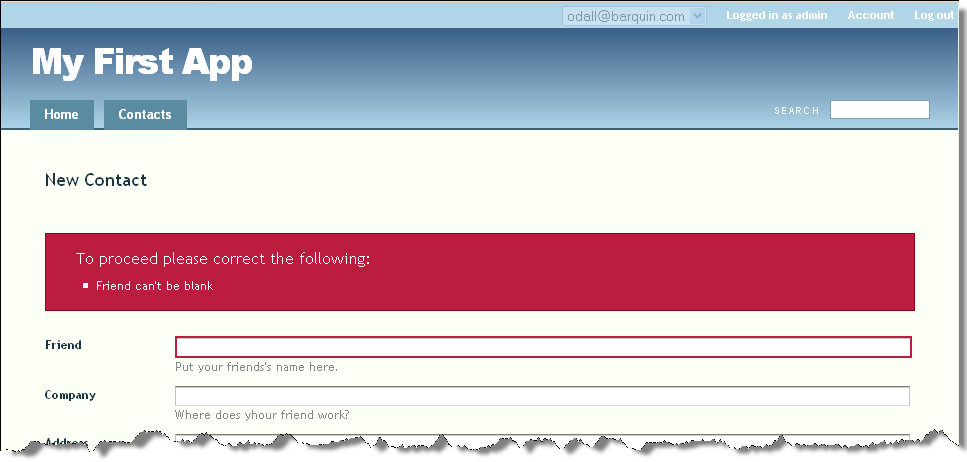 odall@barquin.com Logged in as admin Account Log out
My First App
Home Contacts SEARCH
New Contact
To proceed please correct the following:
Friend can't be blank
Friend
Put your friends's name here.
Company
Where does yhour friend work?
Address